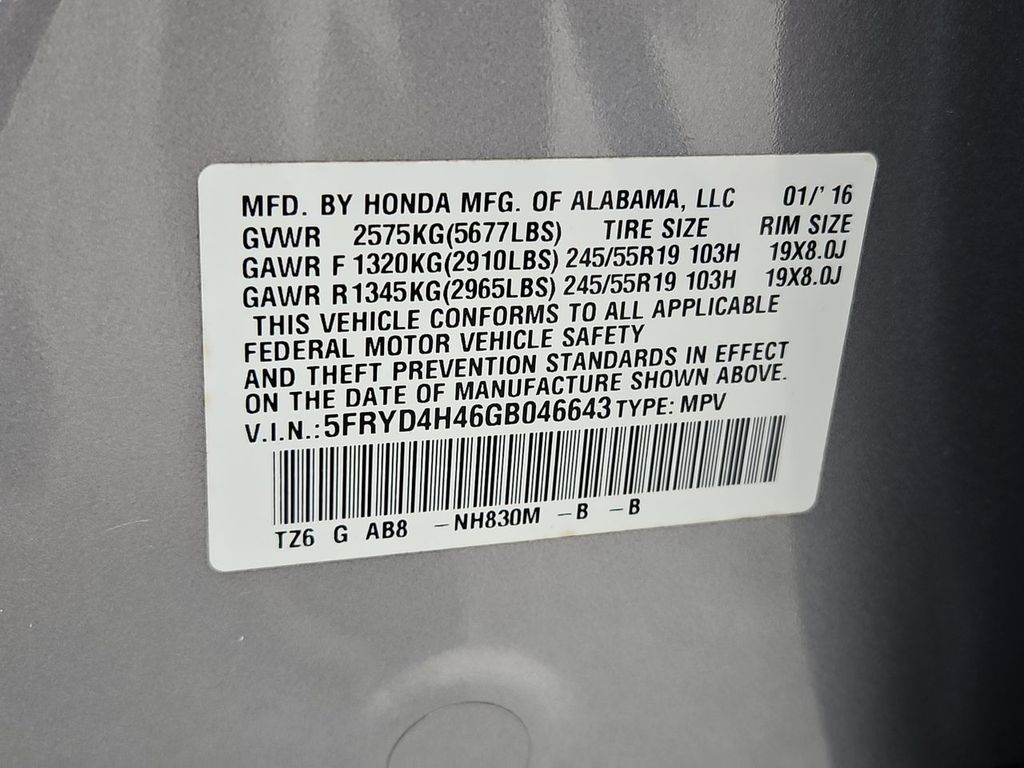 MFD. BY HONDA MFG. OF ALABAMA, LLC 01/'16
GVWR 2575KG(5677LBS) TIRE SIZE RIM SIZE
GAWR F 1320KG(2910LBS) 245/55R19 103H 19X8.0J
GAWR R 1345KG(2965LBS) 245/55R19 103H 19X8.0J
THIS VEHICLE CONFORMS TO ALL APPLICABLE
FEDERAL MOTOR VEHICLE SAFETY
AND THEFT PREVENTION STANDARDS IN EFFECT
ON THE DATE OF MANUFACTURE SHOWN ABOVE.
V.I.N.: 5FRYD4H46GB046643 TYPE: MPV
TZ6 G AB8 -NH830M -B -B